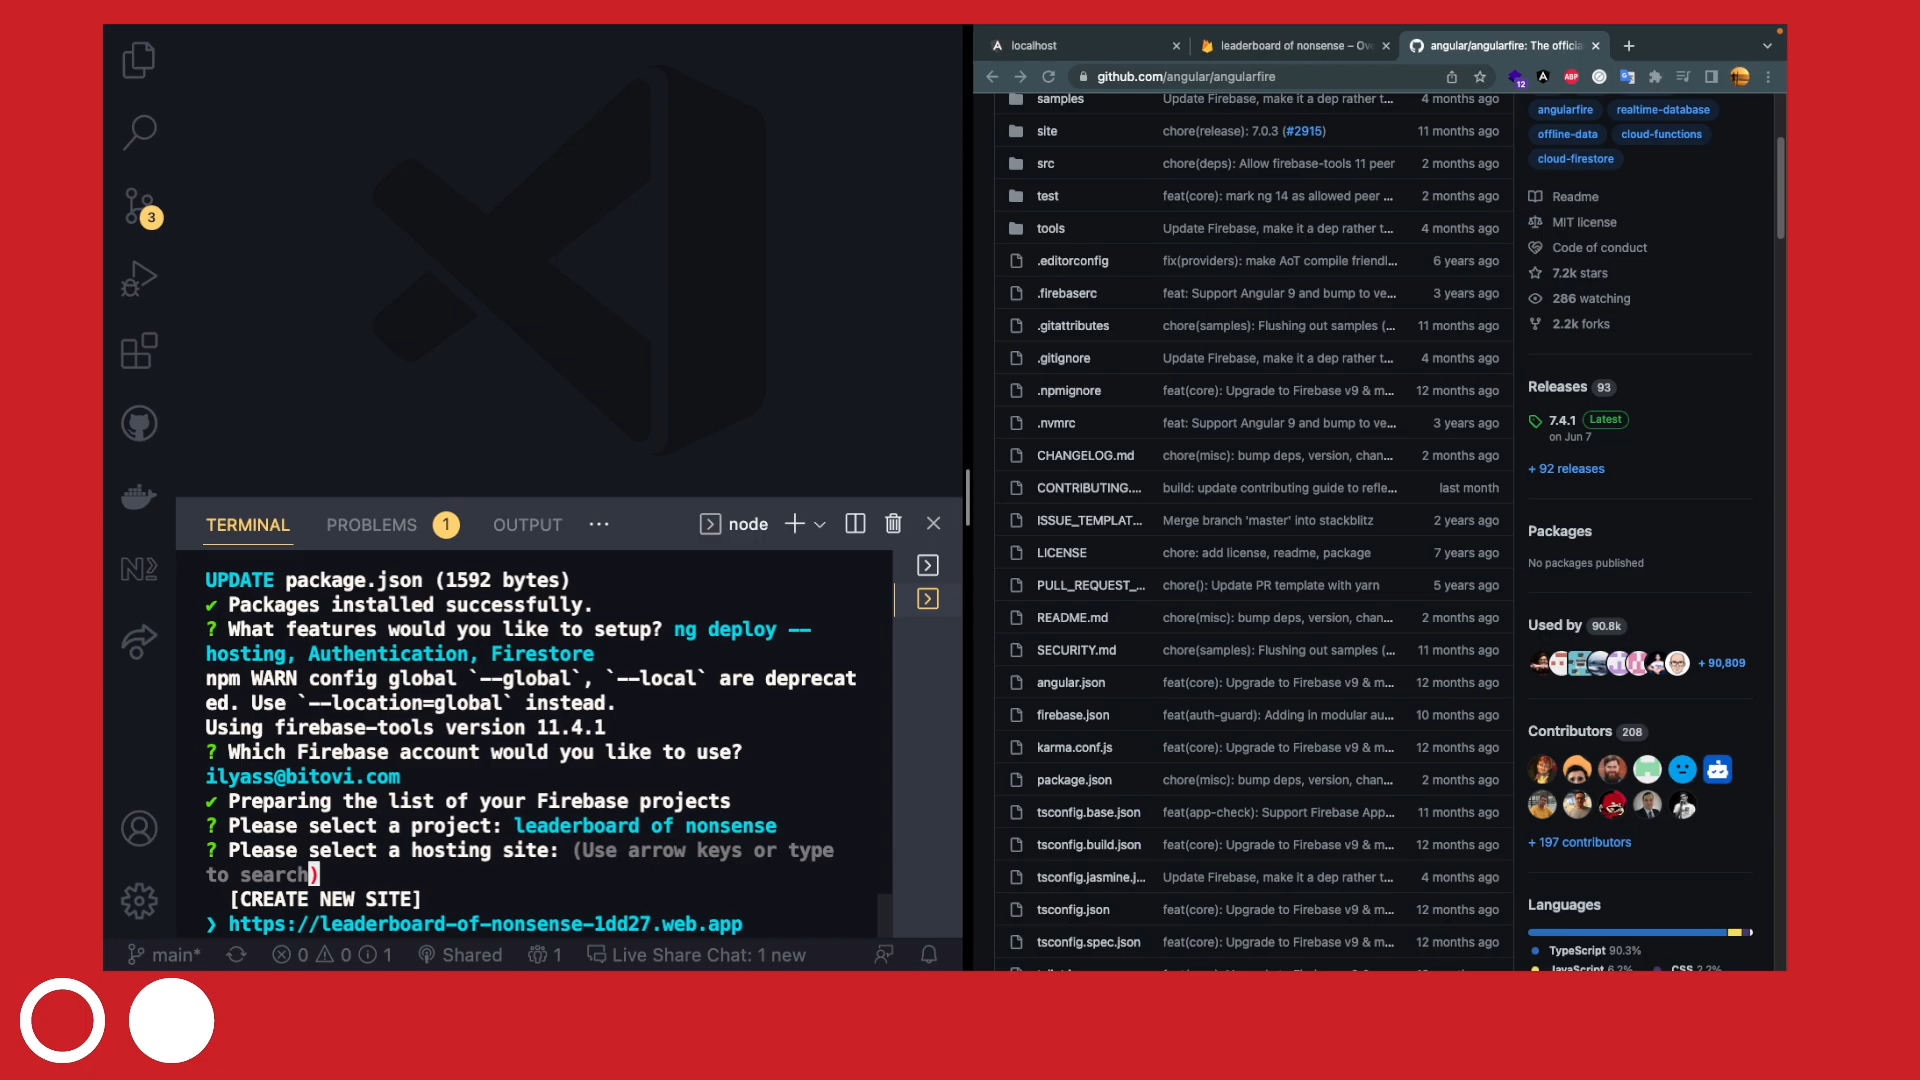 3
TERMINAL PROBLEMS 1 OUTPUT ··· node
UPDATE package.json (1592 bytes)
✔ Packages installed successfully.
? What features would you like to setup? ng deploy --
hosting, Authentication, Firestore
npm WARN config global `--global`, `--local` are deprecat
ed. Use `--location=global` instead.
Using firebase-tools version 11.4.1
? Which Firebase account would you like to use?
ilyass@bitovi.com
✔ Preparing the list of your Firebase projects
? Please select a project: leaderboard of nonsense
? Please select a hosting site: (Use arrow keys or type
to search)
[CREATE NEW SITE]
❯ https://leaderboard-of-nonsense-1dd27.web.app
main* 0 0 1 Shared 1 Live Share Chat: 1 new
localhost
leaderboard of nonsense – Ov
angular/angularfire: The officia
github.com/angular/angularfire
12
ABP
samples Update Firebase, make it a dep rather t... 4 months ago
site chore(release): 7.0.3 (#2915) 11 months ago
src chore(deps): Allow firebase-tools 11 peer 2 months ago
test feat(core): mark ng 14 as allowed peer ... 2 months ago
tools Update Firebase, make it a dep rather t... 4 months ago
.editorconfig fix(providers): make AoT compile friendl... 6 years ago
.firebaserc feat: Support Angular 9 and bump to ve... 3 years ago
.gitattributes chore(samples): Flushing out samples (... 11 months ago
.gitignore Update Firebase, make it a dep rather t... 4 months ago
.npmignore feat(core): Upgrade to Firebase v9 & m... 12 months ago
.nvmrc feat: Support Angular 9 and bump to ve... 3 years ago
CHANGELOG.md chore(misc): bump deps, version, chan... 2 months ago
CONTRIBUTING.... build: update contributing guide to refle... last month
ISSUE_TEMPLAT... Merge branch 'master' into stackblitz 2 years ago
LICENSE chore: add license, readme, package 7 years ago
PULL_REQUEST_... chore(): Update PR template with yarn 5 years ago
README.md chore(misc): bump deps, version, chan... 2 months ago
SECURITY.md chore(samples): Flushing out samples (... 11 months ago
angular.json feat(core): Upgrade to Firebase v9 & m... 12 months ago
firebase.json feat(auth-guard): Adding in modular au... 10 months ago
karma.conf.js feat(core): Upgrade to Firebase v9 & m... 12 months ago
package.json chore(misc): bump deps, version, chan... 2 months ago
tsconfig.base.json feat(app-check): Support Firebase App... 11 months ago
tsconfig.build.json feat(core): Upgrade to Firebase v9 & m... 12 months ago
tsconfig.jasmine.j... Update Firebase, make it a dep rather t... 4 months ago
tsconfig.json feat(core): Upgrade to Firebase v9 & m... 12 months ago
tsconfig.spec.json feat(core): Upgrade to Firebase v9 & m... 12 months ago
angularfire realtime-database
offline-data cloud-functions
cloud-firestore
Readme
MIT license
Code of conduct
7.2k stars
286 watching
2.2k forks
Releases 93
7.4.1 Latest
on Jun 7
+ 92 releases
Packages
No packages published
Used by 90.8k
+ 90,809
Contributors 208
+ 197 contributors
Languages
TypeScript 90.3%
JavaScript 6.2% CSS 2.2%